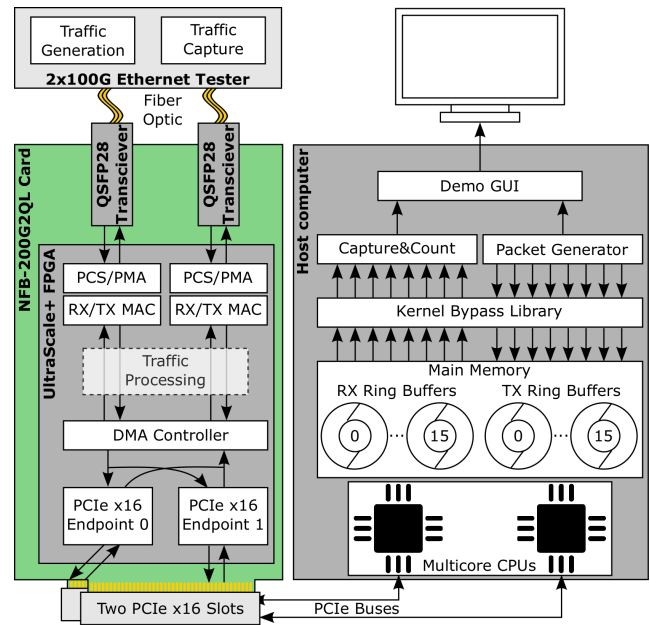 Traffic
Generation
Traffic
Capture
2x100G Ethernet Tester
Fiber
Optic
NFB-200G2QL Card
QSFP28
Transciever
QSFP28
Transciever
UltraScale+ FPGA
PCS/PMA
PCS/PMA
RX/TX MAC
RX/TX MAC
Traffic
Processing
DMA Controller
PCIe x16
Endpoint 0
PCIe x16
Endpoint 1
Two PCIe x16 Slots
Host computer
Demo GUI
Capture&Count
Packet Generator
Kernel Bypass Library
Main Memory
RX Ring Buffers
TX Ring Buffers
0 ... 15
0 ... 15
Multicore CPUs
PCIe Buses